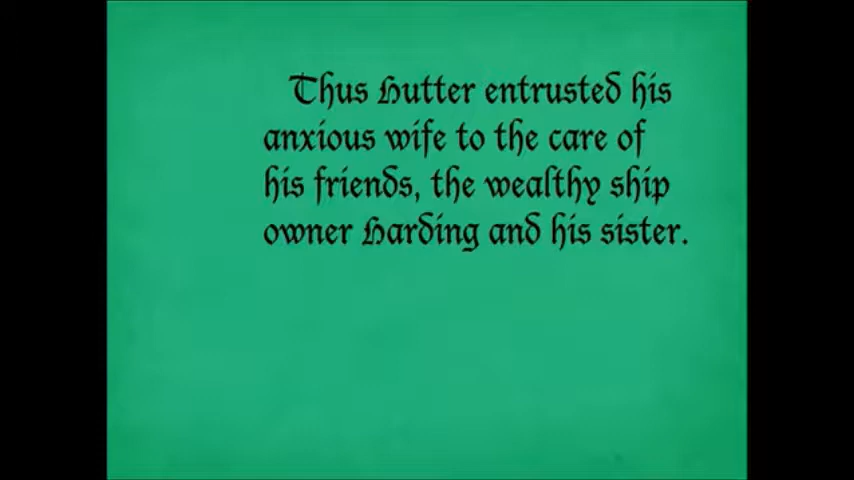 Thus Hutter entrusted his
anxious wife to the care of
his friends, the wealthy ship
owner Harding and his sister.